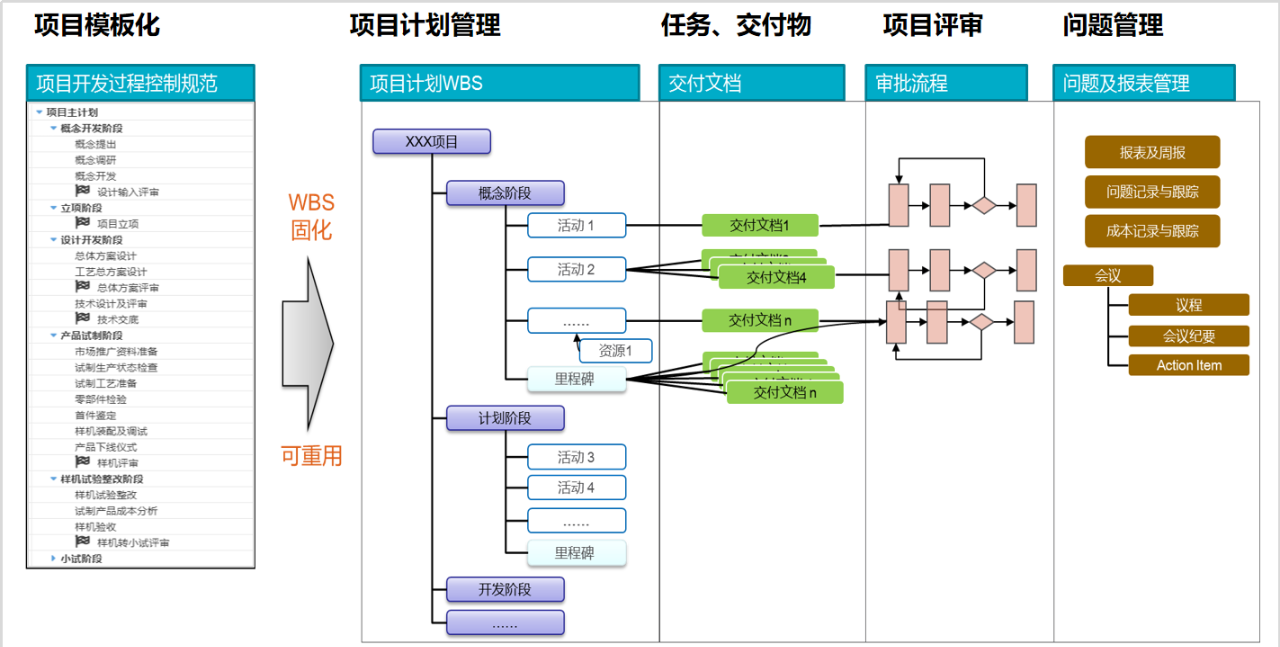 项目模板化
项目计划管理
任务、交付物
项目评审
问题管理
项目开发过程控制规范
项目主计划
概念开发阶段
概念提出
概念调研
概念开发
设计输入评审
立项阶段
项目立项
设计开发阶段
总体方案设计
工艺总方案设计
总体方案评审
技术设计及评审
技术交底
产品试制阶段
市场推广资料准备
试制生产状态检查
试制工艺准备
零部件检验
首件鉴定
样机装配及调试
产品下线仪式
样机评审
样机试验整改阶段
样机试验整改
试制产品成本分析
样机验收
样机转小试评审
小试阶段
WBS
固化
可重用
项目计划WBS
XXX项目
概念阶段
活动 1
活动 2
……
资源1
里程碑
计划阶段
活动 3
活动 4
……
里程碑
开发阶段
……
交付文档
交付文档1
交付文档4
交付文档 n
交付文档 n
审批流程
问题及报表管理
报表及周报
问题记录与跟踪
成本记录与跟踪
会议
议程
会议纪要
Action Item